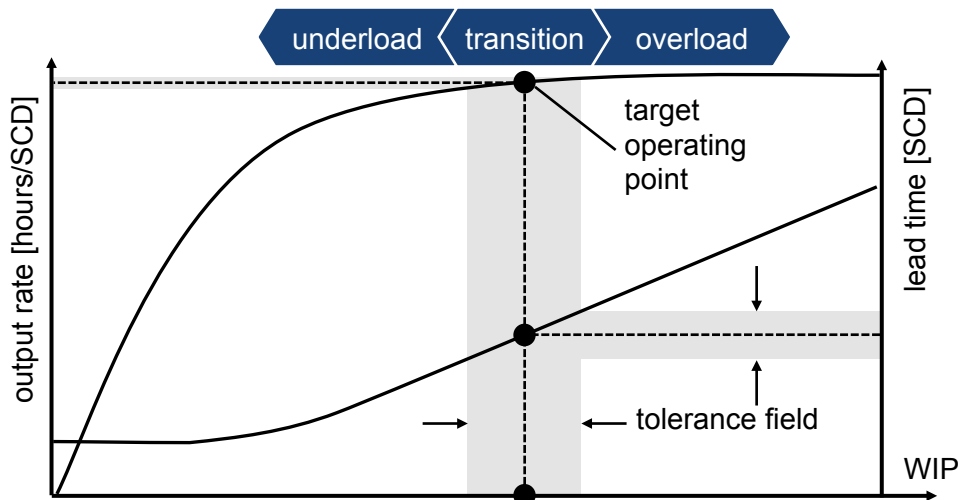 underload
transition
overload
output rate [hours/SCD]
lead time [SCD]
target
operating
point
tolerance field
WIP